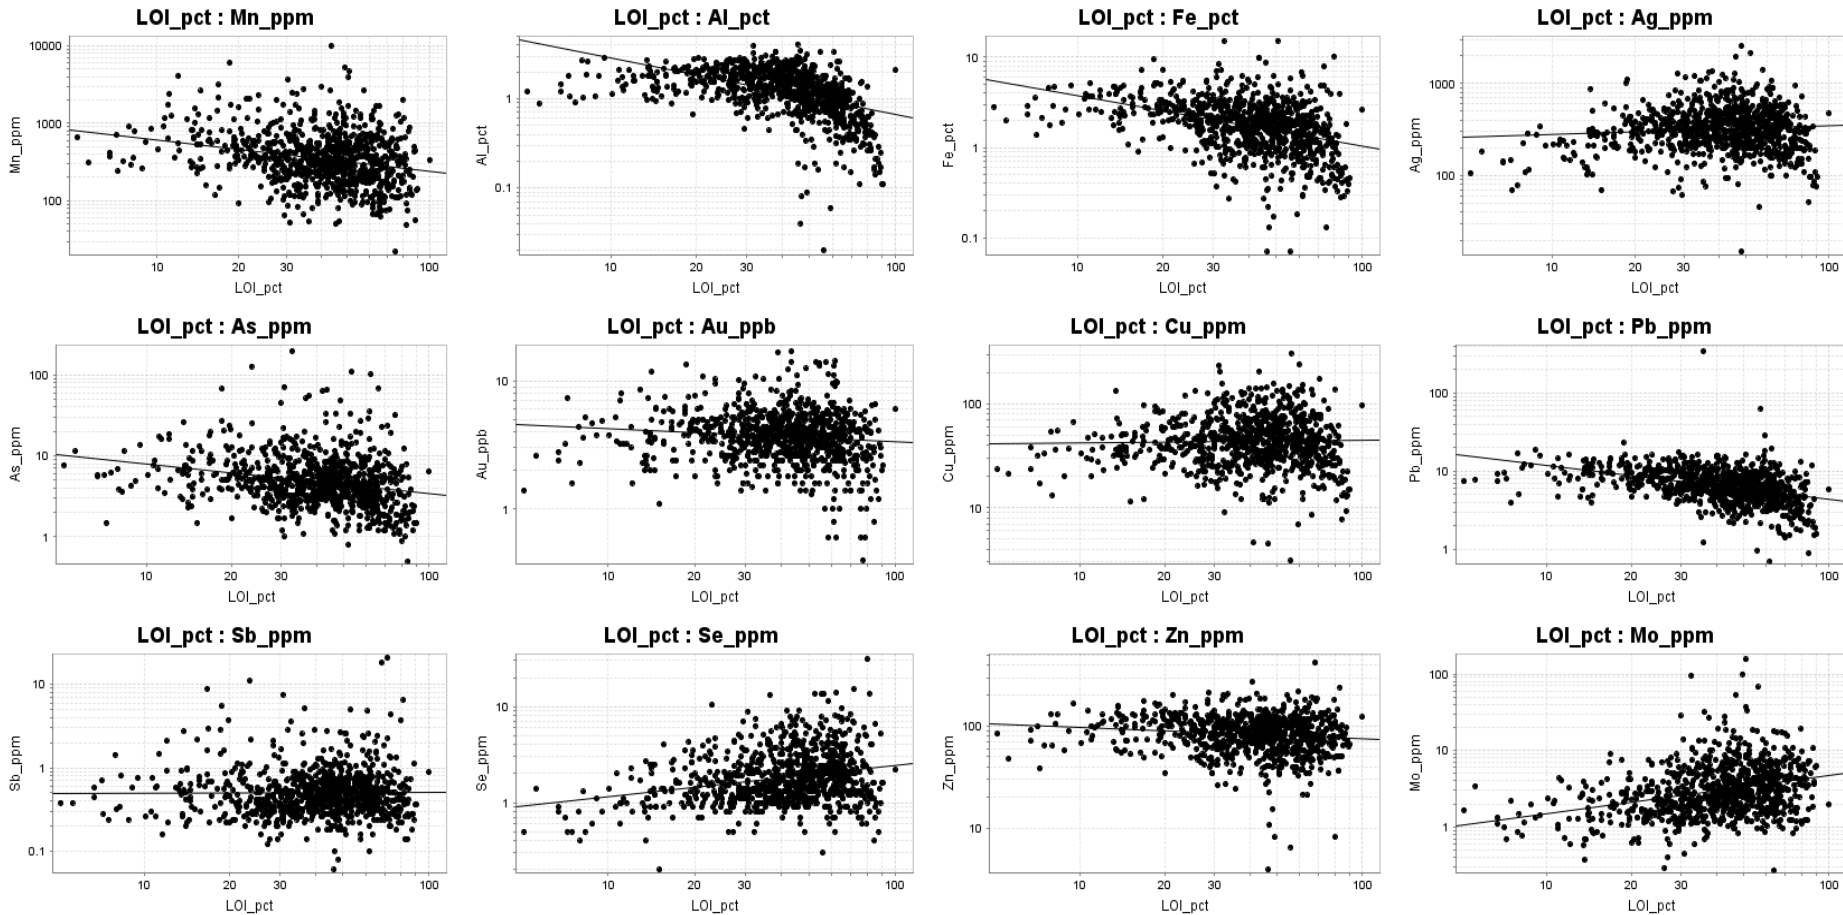 LOI_pct : Mn_ppm
LOI_pct : Al_pct
LOI_pct : Fe_pct
LOI_pct : Ag_ppm
10000
1000
100
Mn_ppm
10
20
30
100
LOI_pct
1
0.1
Al_pct
10
20
30
100
LOI_pct
10
1
0.1
Fe_pct
10
20
30
100
LOI_pct
1000
100
Ag_ppm
10
20
30
100
LOI_pct
LOI_pct : As_ppm
LOI_pct : Au_ppb
LOI_pct : Cu_ppm
LOI_pct : Pb_ppm
100
10
1
As_ppm
10
20
30
100
LOI_pct
10
1
Au_ppb
10
20
30
100
LOI_pct
100
10
Cu_ppm
10
20
30
100
LOI_pct
100
10
1
Pb_ppm
10
20
30
100
LOI_pct
LOI_pct : Sb_ppm
LOI_pct : Se_ppm
LOI_pct : Zn_ppm
LOI_pct : Mo_ppm
10
1
0.1
Sb_ppm
10
20
30
100
LOI_pct
10
1
Se_ppm
10
20
30
100
LOI_pct
100
10
Zn_ppm
10
20
30
100
LOI_pct
100
10
1
Mo_ppm
10
20
30
100
LOI_pct